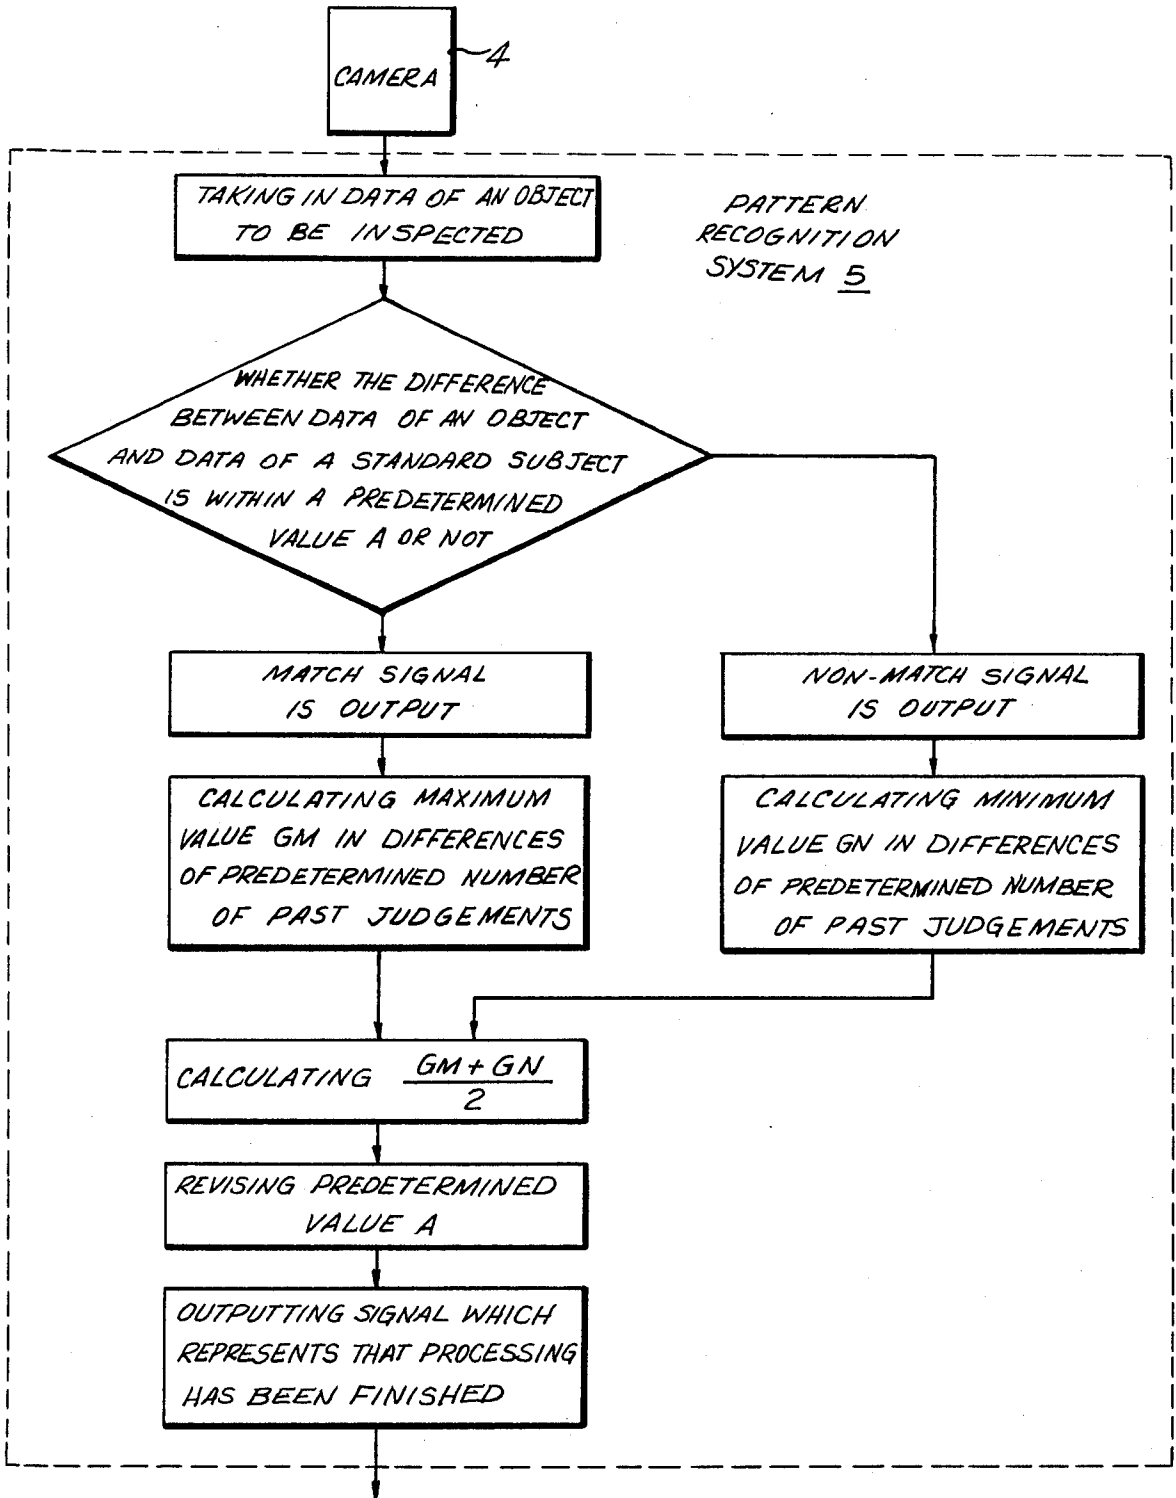 CAMERA
4
TAKING IN DATA OF AN OBJECT
TO BE INSPECTED
PATTERN
RECOGNITION
SYSTEM 5
WHETHER THE DIFFERENCE
BETWEEN DATA OF AN OBJECT
AND DATA OF A STANDARD SUBJECT
IS WITHIN A PREDETERMINED
VALUE A OR NOT
MATCH SIGNAL
IS OUTPUT
NON-MATCH SIGNAL
IS OUTPUT
CALCULATING MAXIMUM
VALUE GM IN DIFFERENCES
OF PREDETERMINED NUMBER
OF PAST JUDGEMENTS
CALCULATING MINIMUM
VALUE GN IN DIFFERENCES
OF PREDETERMINED NUMBER
OF PAST JUDGEMENTS
CALCULATING GM + GN
2
REVISING PREDETERMINED
VALUE A
OUTPUTTING SIGNAL WHICH
REPRESENTS THAT PROCESSING
HAS BEEN FINISHED